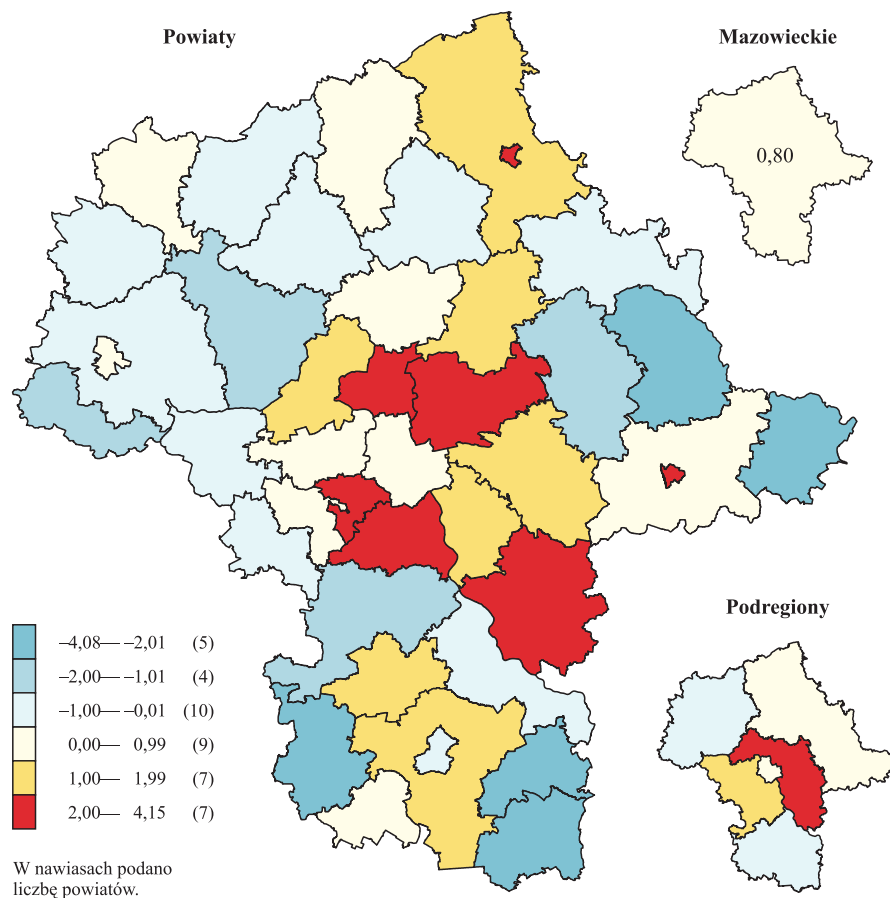 Powiaty
Mazowieckie
0,80
–4,08— –2,01 (5)
–2,00— –1,01 (4)
–1,00— –0,01 (10)
0,00— 0,99 (9)
1,00— 1,99 (7)
2,00— 4,15 (7)
W nawiasach podano
liczbę powiatów.
Podregiony